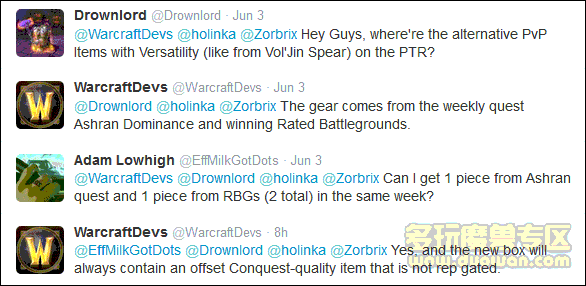 Drownlord @Drownlord · Jun 3
@WarcraftDevs @holinka @Zorbrix Hey Guys, where're the alternative PvP
Items with Versatility (like from Vol'Jin Spear) on the PTR?
WarcraftDevs @WarcraftDevs · Jun 3
@Drownlord @holinka @Zorbrix The gear comes from the weekly quest
Ashran Dominance and winning Rated Battlegrounds.
Adam Lowhigh @EffMilkGotDots · Jun 3
@WarcraftDevs @Drownlord @holinka @Zorbrix Can I get 1 piece from Ashran
quest and 1 piece from RBGs (2 total) in the same week?
WarcraftDevs @WarcraftDevs · 8h
@EffMilkGotDots @Drownlord @holinka @Zorbrix Yes, and the new box will
always contain an offset Conquest-quality item that is not rep gated.
多玩魔兽专区